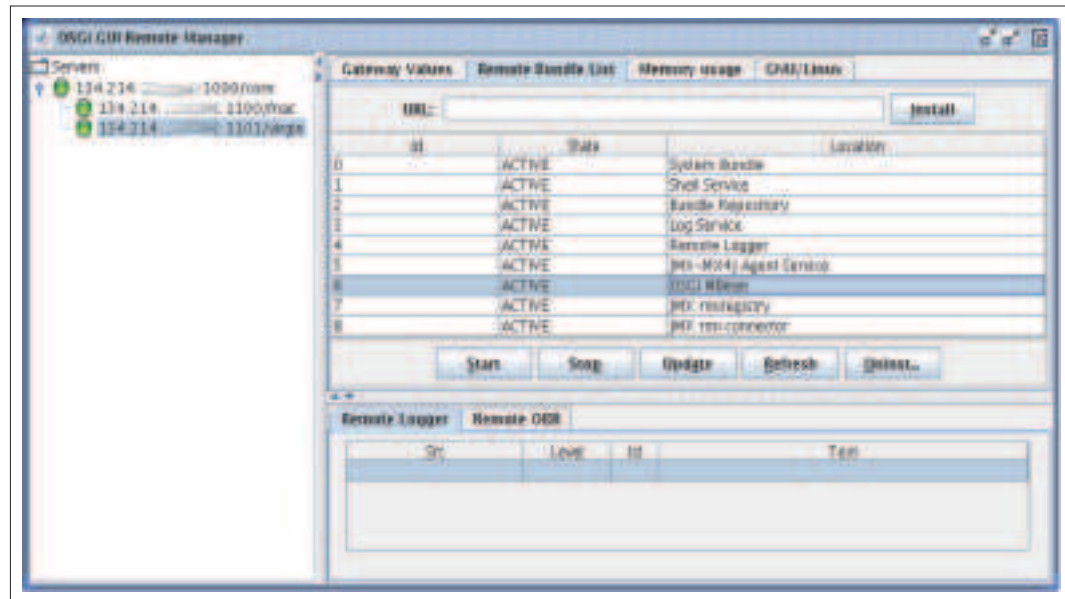 OSGi GUI Remote Manager
Servers
134.214 1099/rom
134.214 1100/mac
134.214 1101/virgin
Gateway Values Remote Bundle List Memory usage GNU/Linux
URL: Install
id State Location
0 ACTIVE System Bundle
1 ACTIVE Shell Service
2 ACTIVE Bundle Repository
3 ACTIVE Log Service
4 ACTIVE Remote Logger
5 ACTIVE JMX-MX4J Agent Service
6 ACTIVE OSGi MBean
7 ACTIVE JMX rmiregistry
8 ACTIVE JMX rmi connector
Start Stop Update Refresh Uninst..
Remote Logger Remote OBR
Src Level Id Text